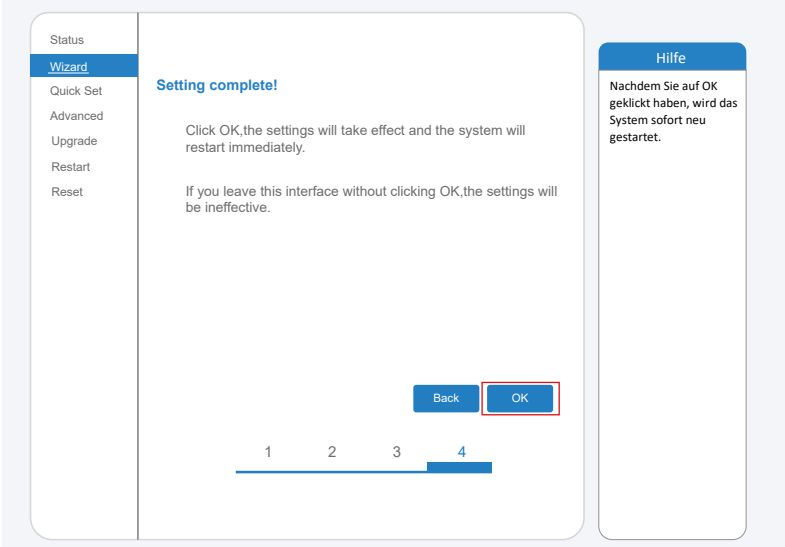 Status
Wizard
Quick Set
Advanced
Upgrade
Restart
Reset
Setting complete!
Click OK,the settings will take effect and the system will
restart immediately.
If you leave this interface without clicking OK,the settings will
be ineffective.
Back
OK
1 2 3 4
Hilfe
Nachdem Sie auf OK
geklickt haben, wird das
System sofort neu
gestartet.